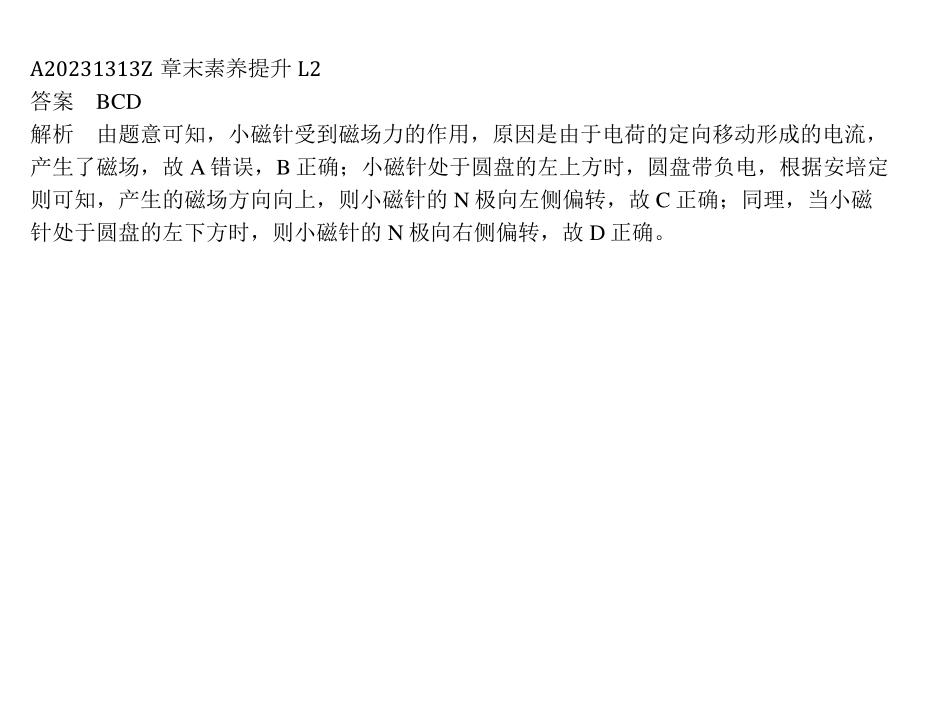 A20231313Z 章末素养提升 L2
答案　BCD
解析　由题意可知，小磁针受到磁场力的作用，原因是由于电荷的定向移动形成的电流，
产生了磁场，故 A 错误，B 正确；小磁针处于圆盘的左上方时，圆盘带负电，根据安培定
则可知，产生的磁场方向向上，则小磁针的 N 极向左侧偏转，故 C 正确；同理，当小磁
针处于圆盘的左下方时，则小磁针的 N 极向右侧偏转，故 D 正确。